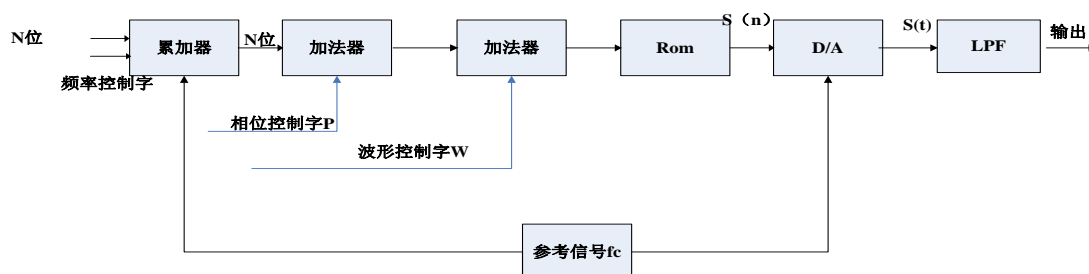 N位
频率控制字
累加器
N位
加法器
加法器
Rom
S（n）
D/A
S(t)
LPF
输出
相位控制字P
波形控制字W
参考信号fc